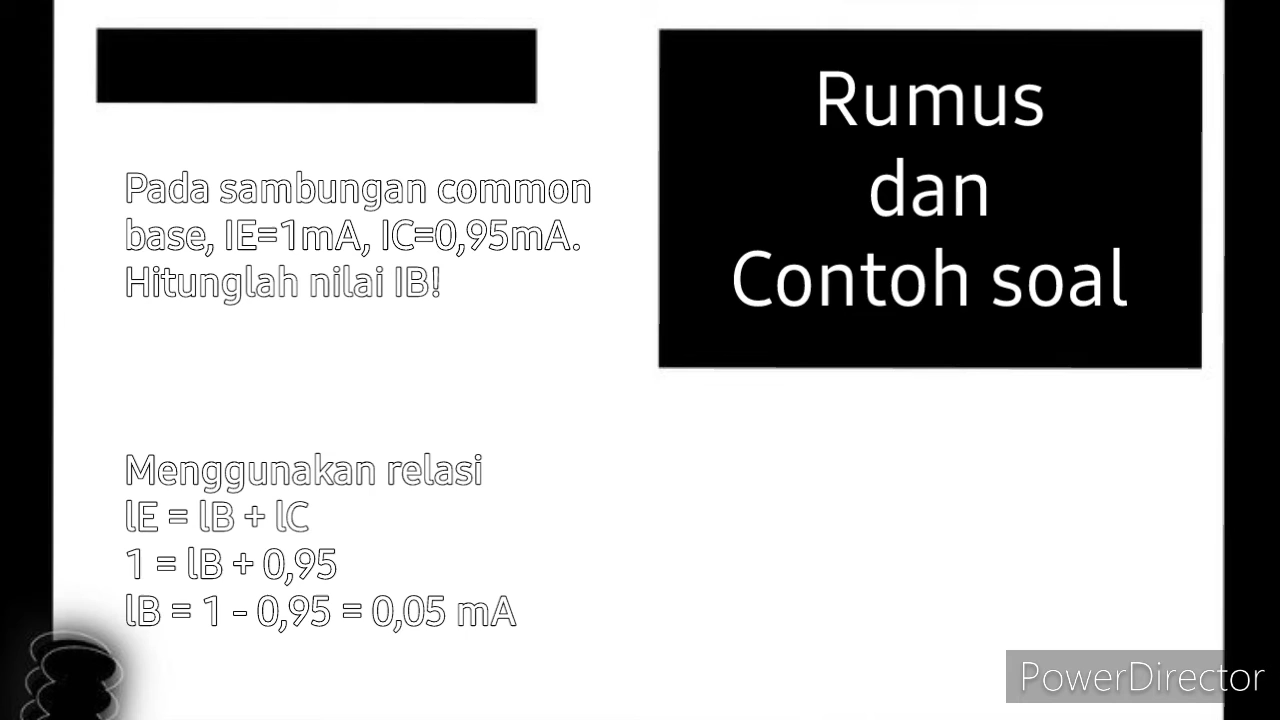 Rumus
dan
Contoh soal
Pada sambungan common
base, IE=1mA, IC=0,95mA.
Hitunglah nilai IB!
Menggunakan relasi
lE = lB + lC
1 = lB + 0,95
lB = 1 - 0,95 = 0,05 mA
PowerDirector